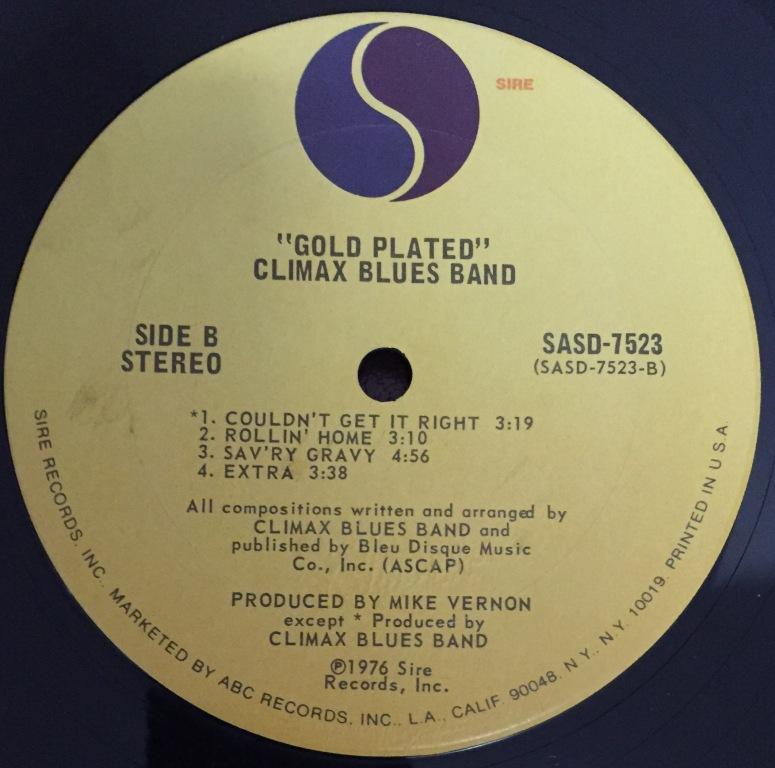 SIRE
"GOLD PLATED"
CLIMAX BLUES BAND
SIDE B
STEREO
SASD-7523
(SASD-7523-B)
*1. COULDN'T GET IT RIGHT 3:19
2. ROLLIN' HOME 3:10
3. SAV'RY GRAVY 4:56
4. EXTRA 3:38
All compositions written and arranged by
CLIMAX BLUES BAND and
published by Bleu Disque Music
Co., Inc. (ASCAP)
PRODUCED BY MIKE VERNON
except * Produced by
CLIMAX BLUES BAND
℗1976 Sire
Records, Inc.
SIRE RECORDS, INC., MARKETED BY ABC RECORDS, INC., L.A., CALIF. 90048. N.Y., N.Y. 10019. PRINTED IN U.S.A.